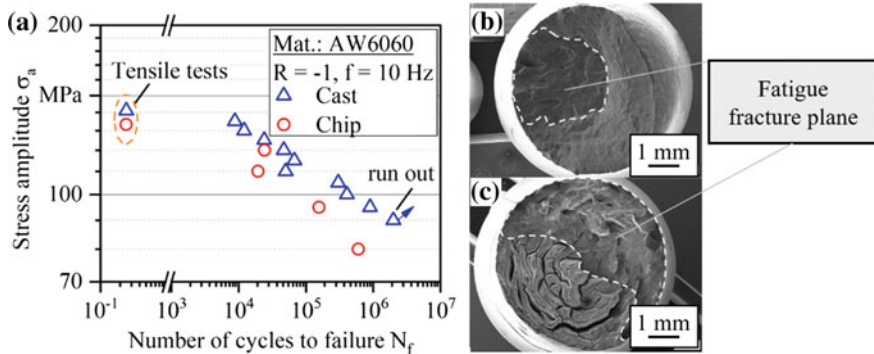 (a)
200
MPa
100
70
Stress amplitude σa
Tensile tests
Mat.: AW6060
R = -1, f = 10 Hz
Cast
Chip
run out
10-1 103 104 105 106 107
Number of cycles to failure Nf
(b)
1 mm
(c)
1 mm
Fatigue
fracture plane